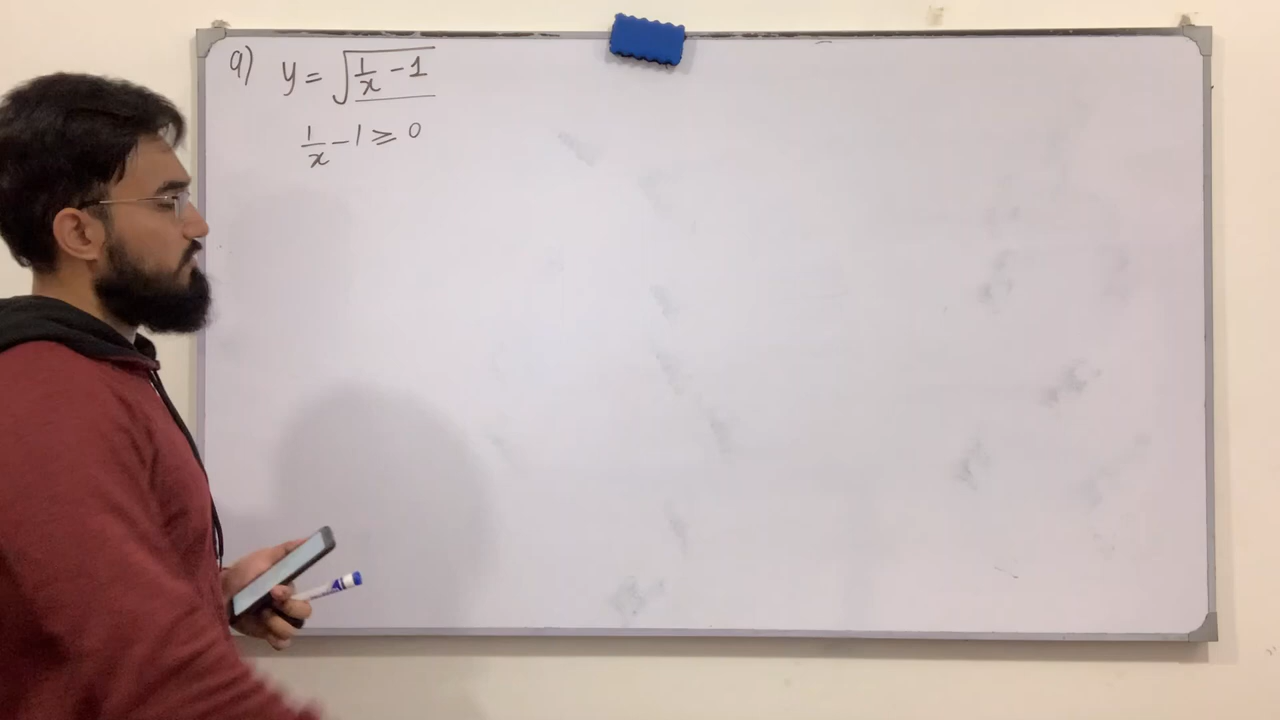 9) y = √(1/x - 1)
1/x - 1 ⩾ 0